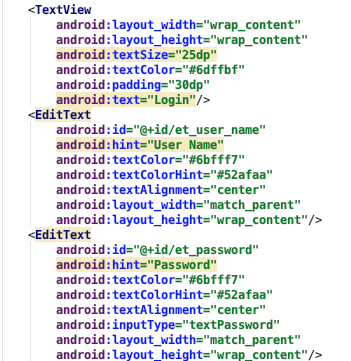 <TextView
android:layout_width="wrap_content"
android:layout_height="wrap_content"
android:textSize="25dp"
android:textColor="#6dffbf"
android:padding="30dp"
android:text="Login"/>
<EditText
android:id="@+id/et_user_name"
android:hint="User Name"
android:textColor="#6bfff7"
android:textColorHint="#52afaa"
android:textAlignment="center"
android:layout_width="match_parent"
android:layout_height="wrap_content"/>
<EditText
android:id="@+id/et_password"
android:hint="Password"
android:textColor="#6bfff7"
android:textColorHint="#52afaa"
android:textAlignment="center"
android:inputType="textPassword"
android:layout_width="match_parent"
android:layout_height="wrap_content"/>